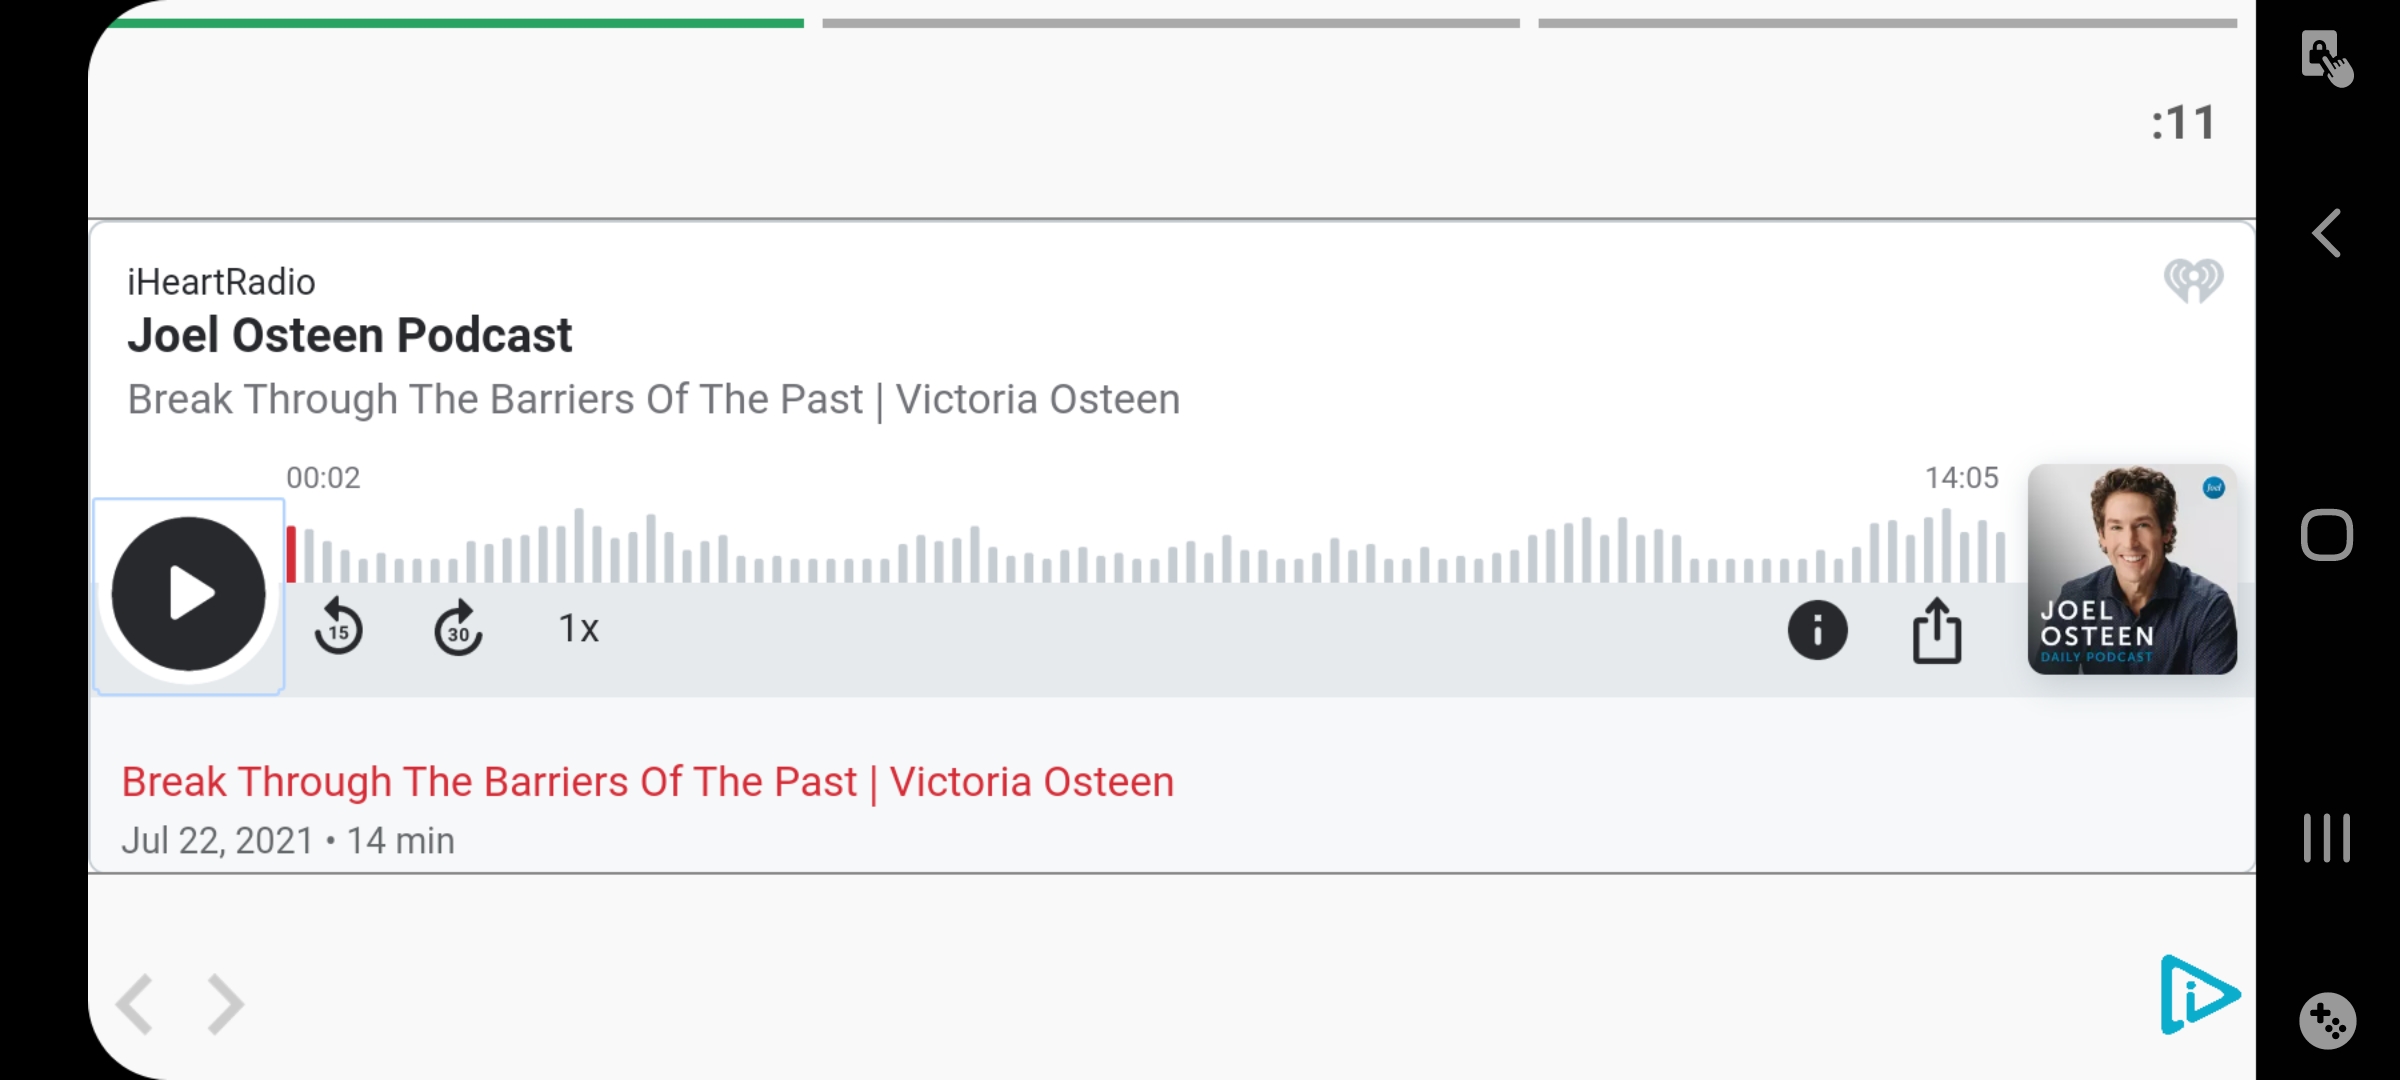 :11
iHeartRadio
Joel Osteen Podcast
Break Through The Barriers Of The Past | Victoria Osteen
00:02
14:05
15
30
1x
Joel
JOEL
OSTEEN
DAILY PODCAST
Break Through The Barriers Of The Past | Victoria Osteen
Jul 22, 2021 • 14 min